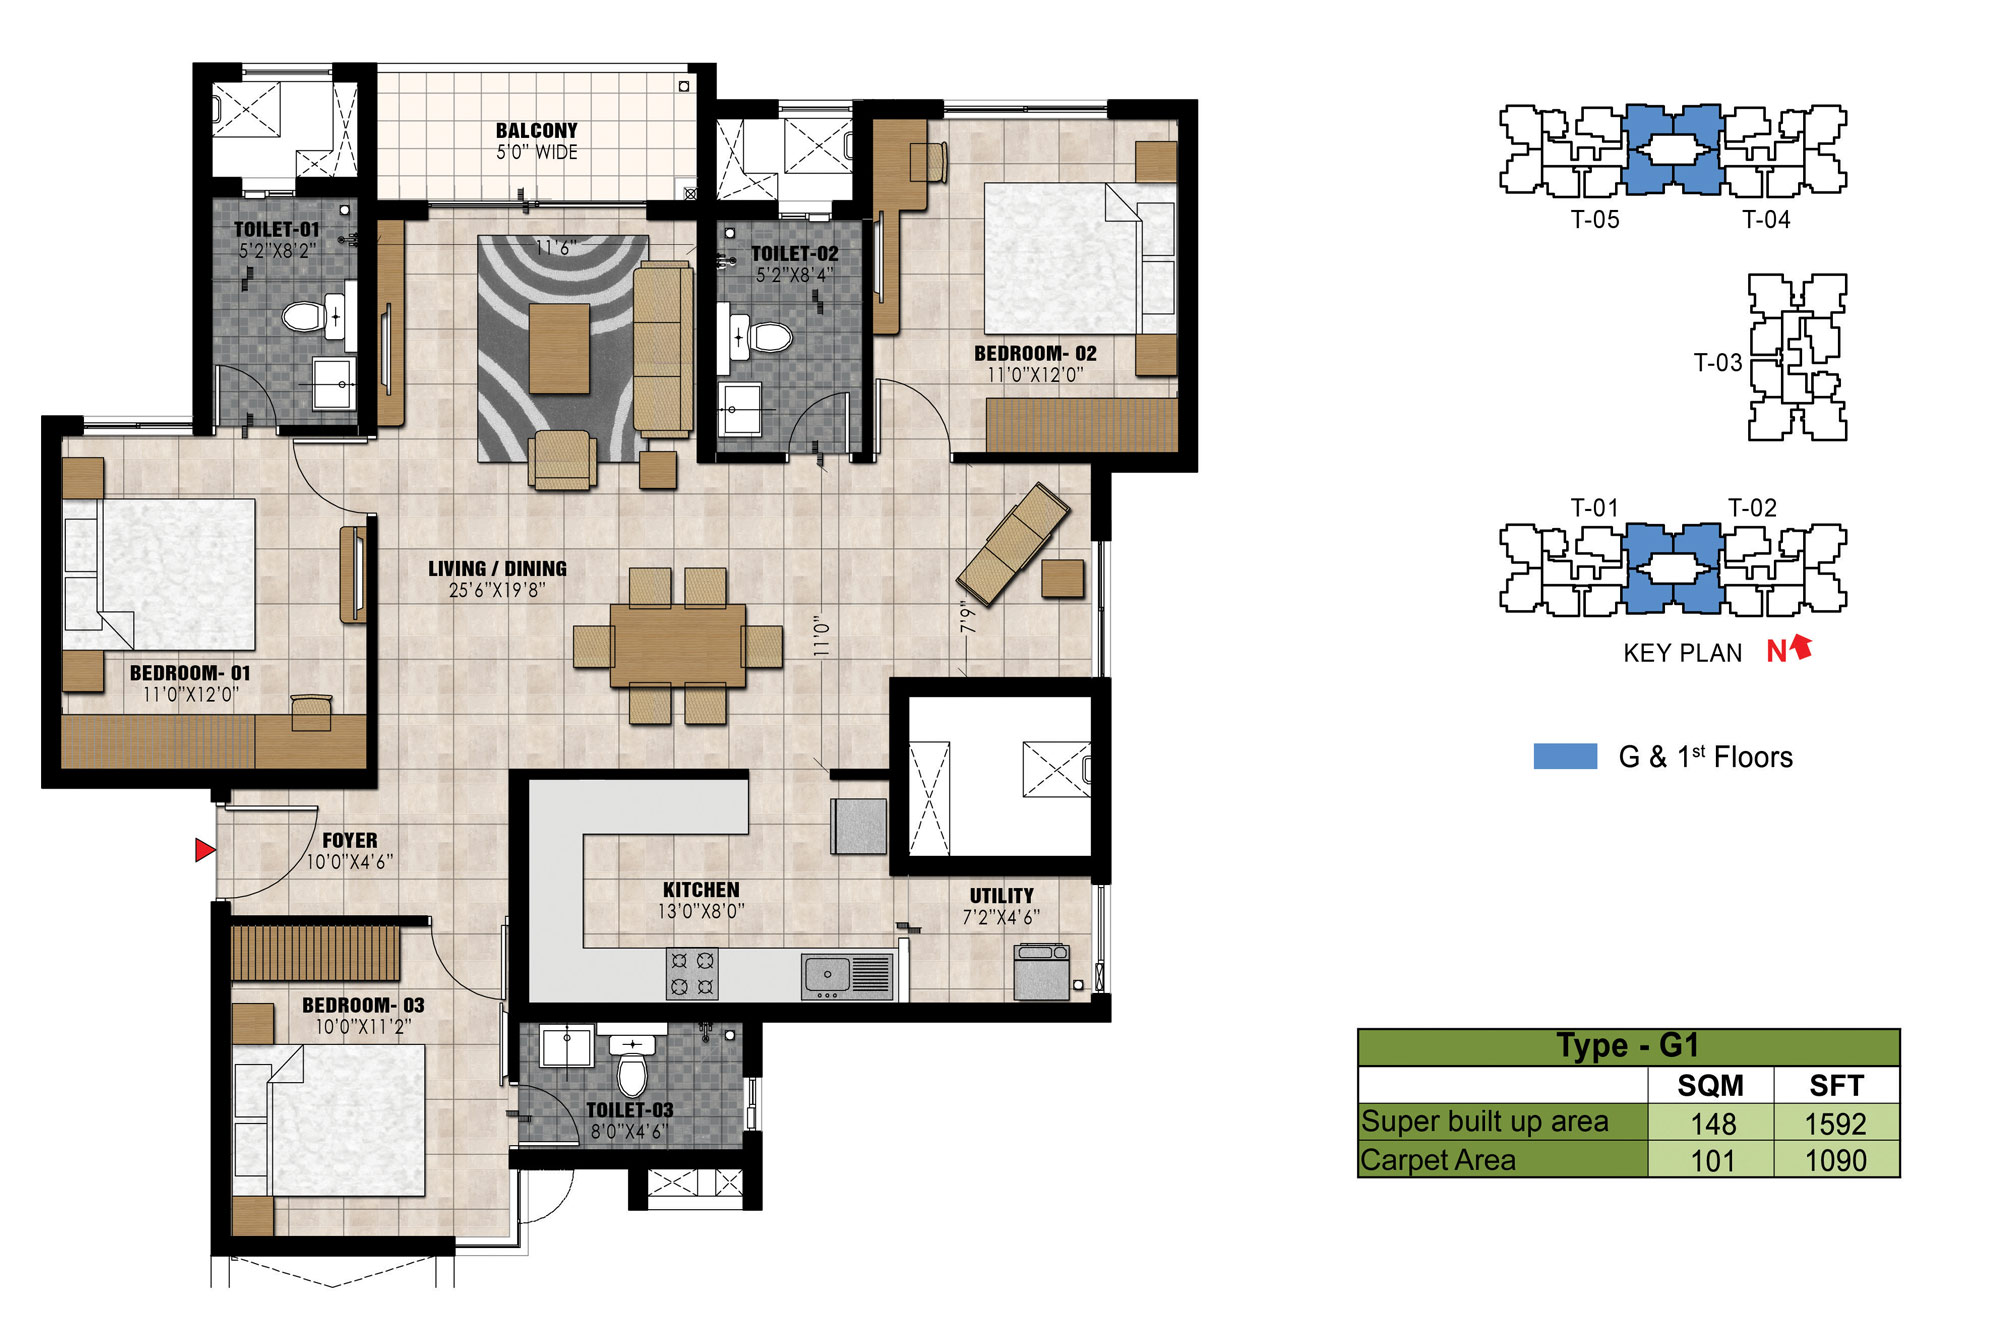 BALCONY
5'0" WIDE
TOILET-01
5'2"X8'2"
11'6"
TOILET-02
5'2"X8'4"
BEDROOM- 02
11'0"X12'0"
LIVING / DINING
25'6"X19'8"
11'0"
7'9"
BEDROOM- 01
11'0"X12'0"
FOYER
10'0"X4'6"
KITCHEN
13'0"X8'0"
UTILITY
7'2"X4'6"
BEDROOM- 03
10'0"X11'2"
TOILET-03
8'0"X4'6"
T-05 T-04
T-03
T-01 T-02
KEY PLAN N
G & 1st Floors
Type - G1
SQM SFT
Super built up area 148 1592
Carpet Area 101 1090